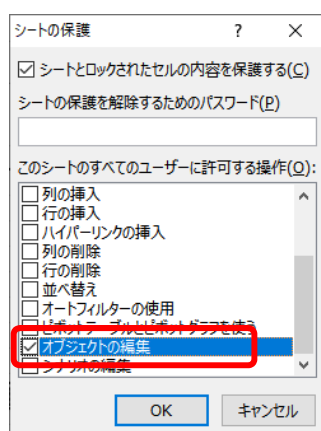 シートの保護 ? ×
シートとロックされたセルの内容を保護する(C)
シートの保護を解除するためのパスワード(P)
このシートのすべてのユーザーに許可する操作(O):
列の挿入
行の挿入
ハイパーリンクの挿入
列の削除
行の削除
並べ替え
オートフィルターの使用
ピボットテーブルとピボットグラフを使う
オブジェクトの編集
シナリオの編集
OK キャンセル